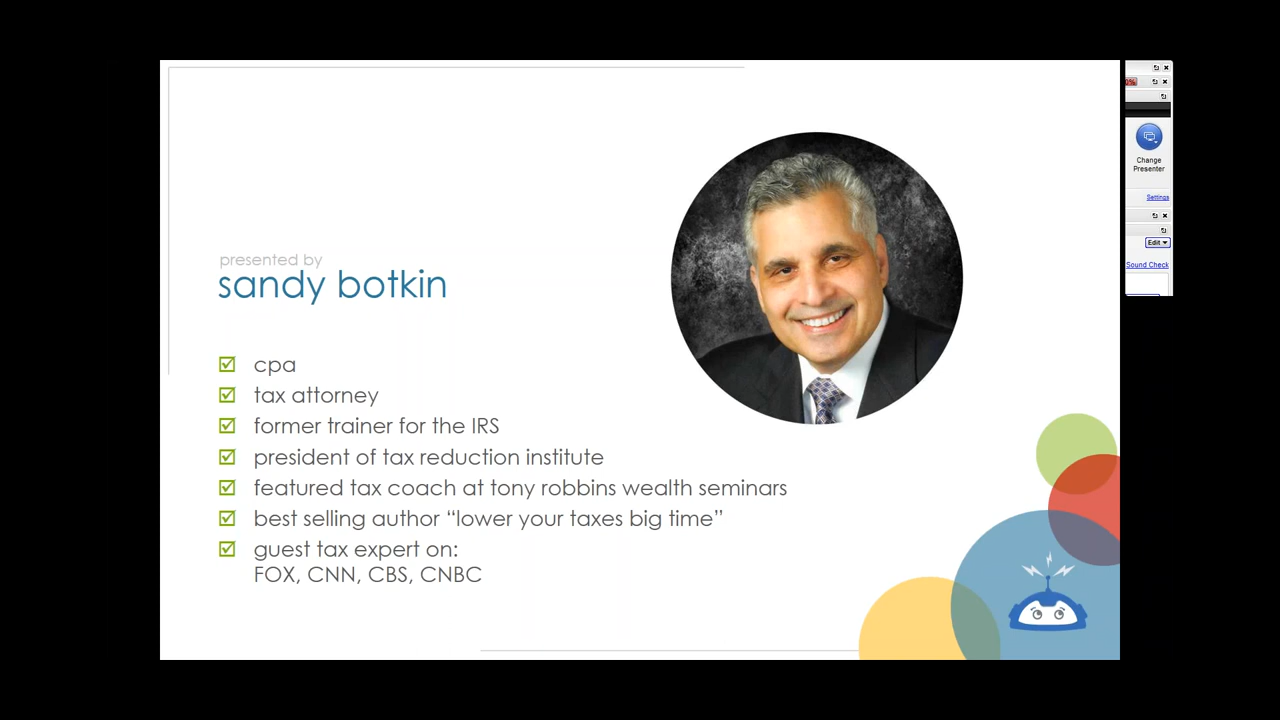 presented by
sandy botkin
cpa
tax attorney
former trainer for the IRS
president of tax reduction institute
featured tax coach at tony robbins wealth seminars
best selling author “lower your taxes big time”
guest tax expert on:
FOX, CNN, CBS, CNBC
Change
Presenter
Settings
Edit
Sound Check